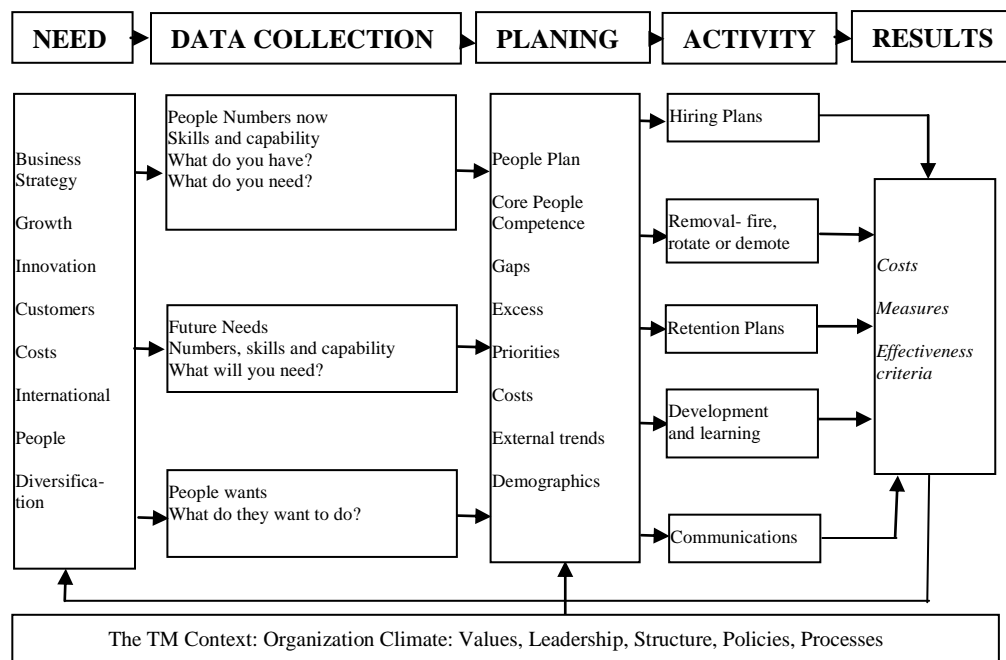 NEED
DATA COLLECTION
PLANING
ACTIVITY
RESULTS
Business
Strategy
Growth
Innovation
Customers
Costs
International
People
Diversifica-
tion
People Numbers now
Skills and capability
What do you have?
What do you need?
Future Needs
Numbers, skills and capability
What will you need?
People wants
What do they want to do?
People Plan
Core People
Competence
Gaps
Excess
Priorities
Costs
External trends
Demographics
Hiring Plans
Removal- fire,
rotate or demote
Retention Plans
Development
and learning
Communications
Costs
Measures
Effectiveness
criteria
The TM Context: Organization Climate: Values, Leadership, Structure, Policies, Processes